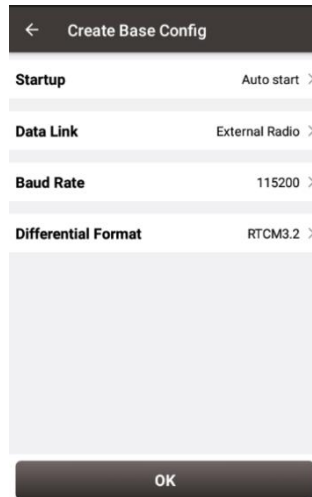 Create Base Config
Startup Auto start
Data Link External Radio
Baud Rate 115200
Differential Format RTCM3.2
OK